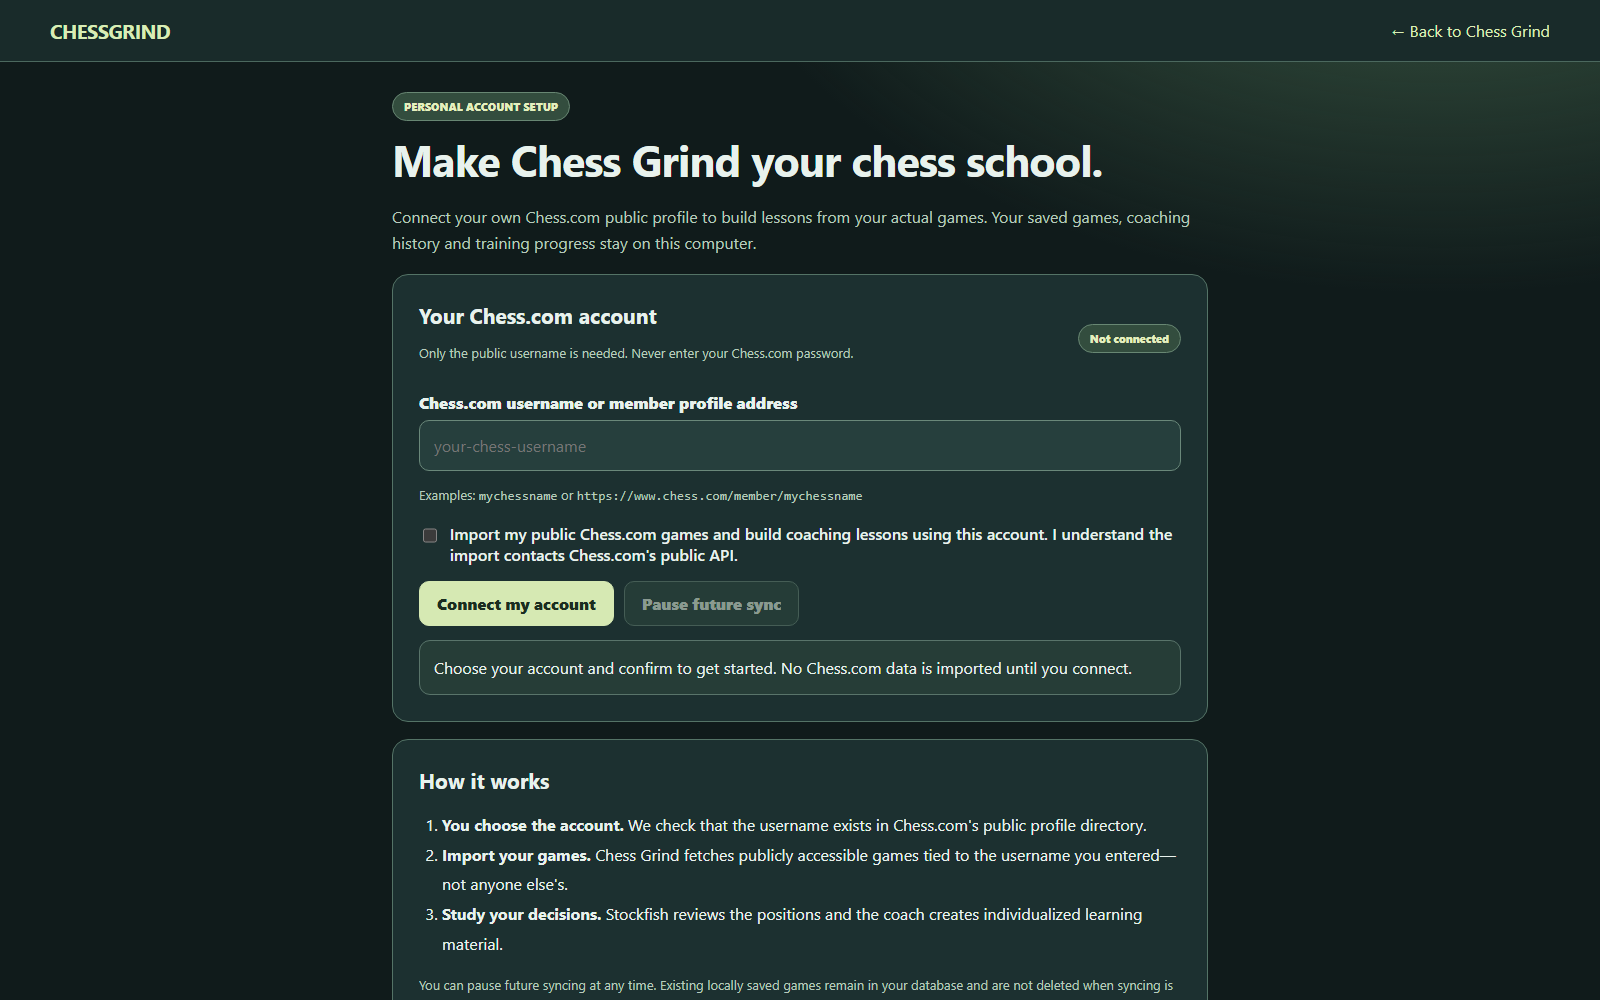 CHESSGRIND
← Back to Chess Grind
PERSONAL ACCOUNT SETUP
Make Chess Grind your chess school.
Connect your own Chess.com public profile to build lessons from your actual games. Your saved games, coaching
history and training progress stay on this computer.
Your Chess.com account
Only the public username is needed. Never enter your Chess.com password.
Not connected
Chess.com username or member profile address
your-chess-username
Examples: mychessname or https://www.chess.com/member/mychessname
Import my public Chess.com games and build coaching lessons using this account. I understand the
import contacts Chess.com's public API.
Connect my account
Pause future sync
Choose your account and confirm to get started. No Chess.com data is imported until you connect.
How it works
1. You choose the account. We check that the username exists in Chess.com's public profile directory.
2. Import your games. Chess Grind fetches publicly accessible games tied to the username you entered—
not anyone else's.
3. Study your decisions. Stockfish reviews the positions and the coach creates individualized learning
material.
You can pause future syncing at any time. Existing locally saved games remain in your database and are not deleted when syncing is